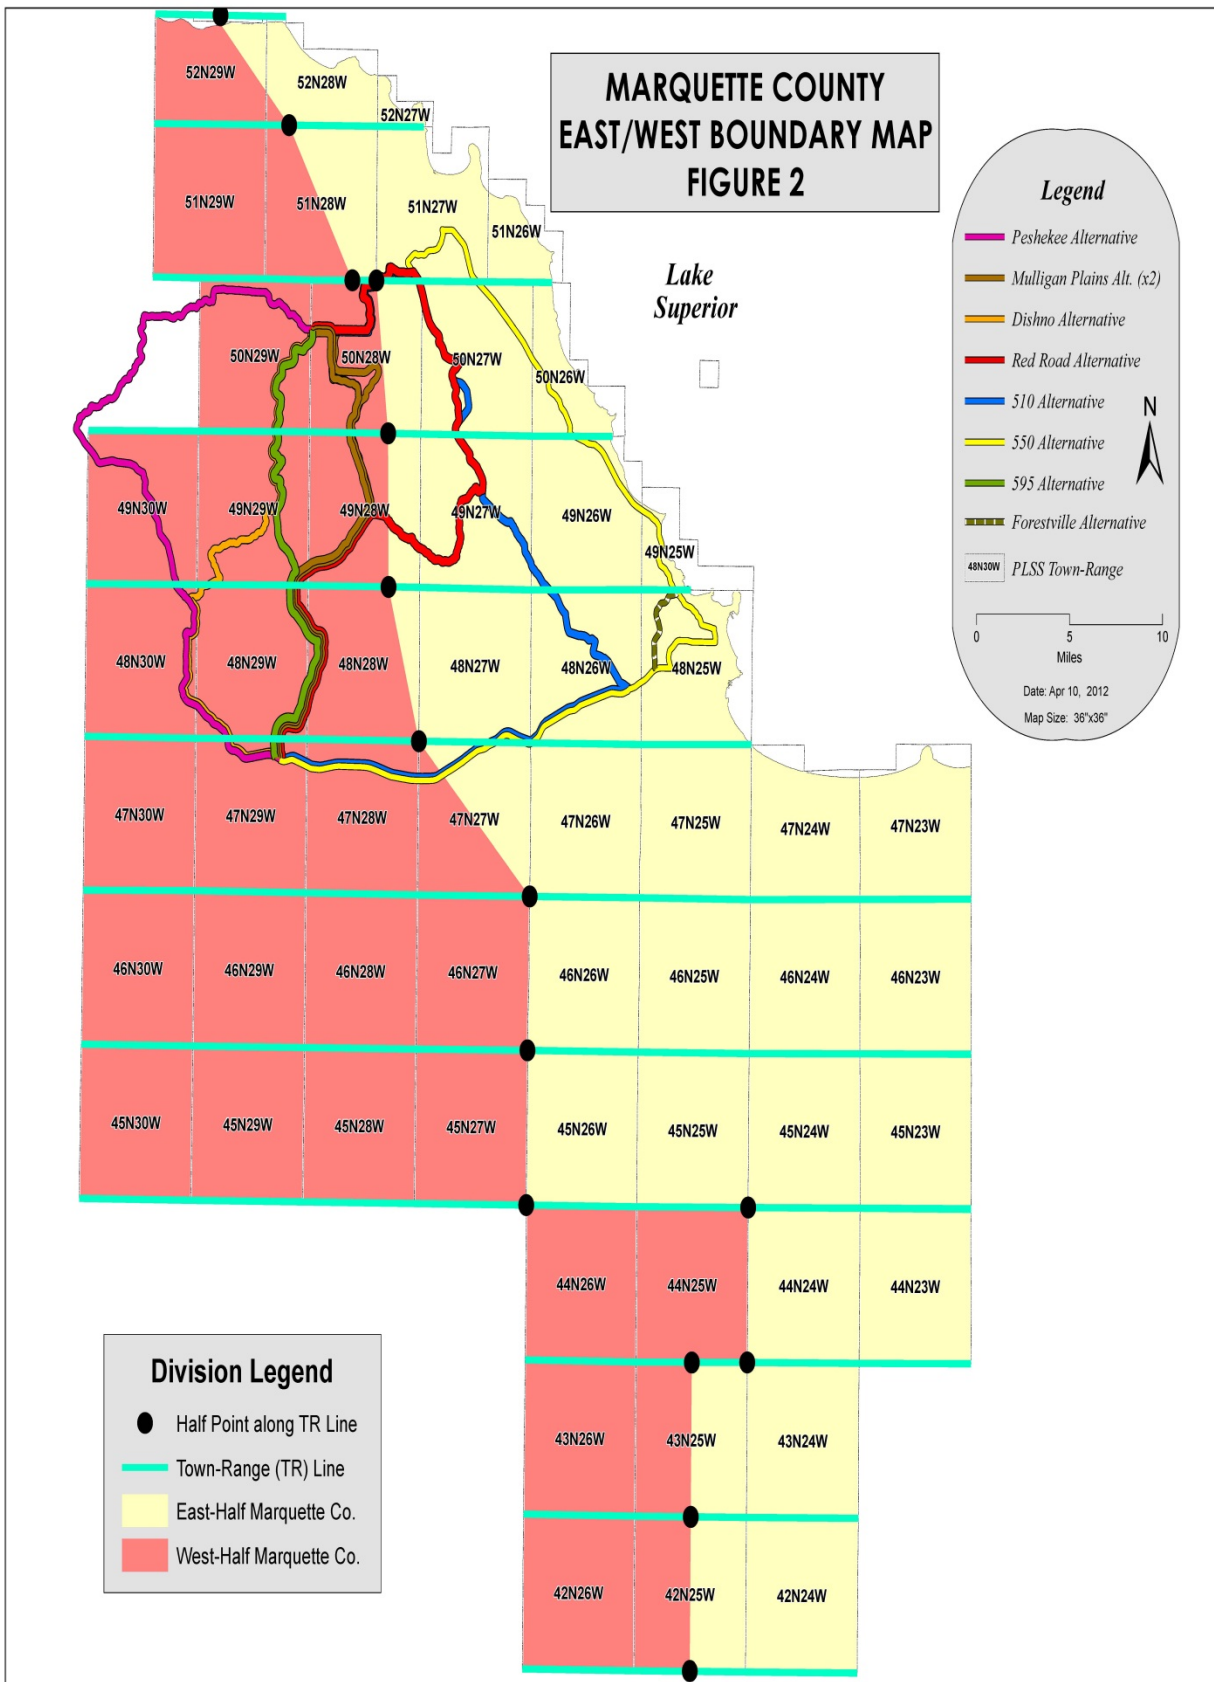 MARQUETTE COUNTY
EAST/WEST BOUNDARY MAP
FIGURE 2
Lake
Superior
Legend
Peshekee Alternative
Mulligan Plains Alt. (x2)
Dishno Alternative
Red Road Alternative
510 Alternative
550 Alternative
595 Alternative
Forestville Alternative
48N30W PLSS Town-Range
N
0 5 10
Miles
Date: Apr 10, 2012
Map Size: 36"x36"
52N29W 52N28W
52N27W
51N29W 51N28W 51N27W 51N26W
50N29W 50N28W 50N27W 50N26W
49N30W 49N29W 49N28W 49N27W 49N26W 49N25W
48N30W 48N29W 48N28W 48N27W 48N26W 48N25W
47N30W 47N29W 47N28W 47N27W 47N26W 47N25W 47N24W 47N23W
46N30W 46N29W 46N28W 46N27W 46N26W 46N25W 46N24W 46N23W
45N30W 45N29W 45N28W 45N27W 45N26W 45N25W 45N24W 45N23W
44N26W 44N25W 44N24W 44N23W
43N26W 43N25W 43N24W
42N26W 42N25W 42N24W
Division Legend
Half Point along TR Line
Town-Range (TR) Line
East-Half Marquette Co.
West-Half Marquette Co.